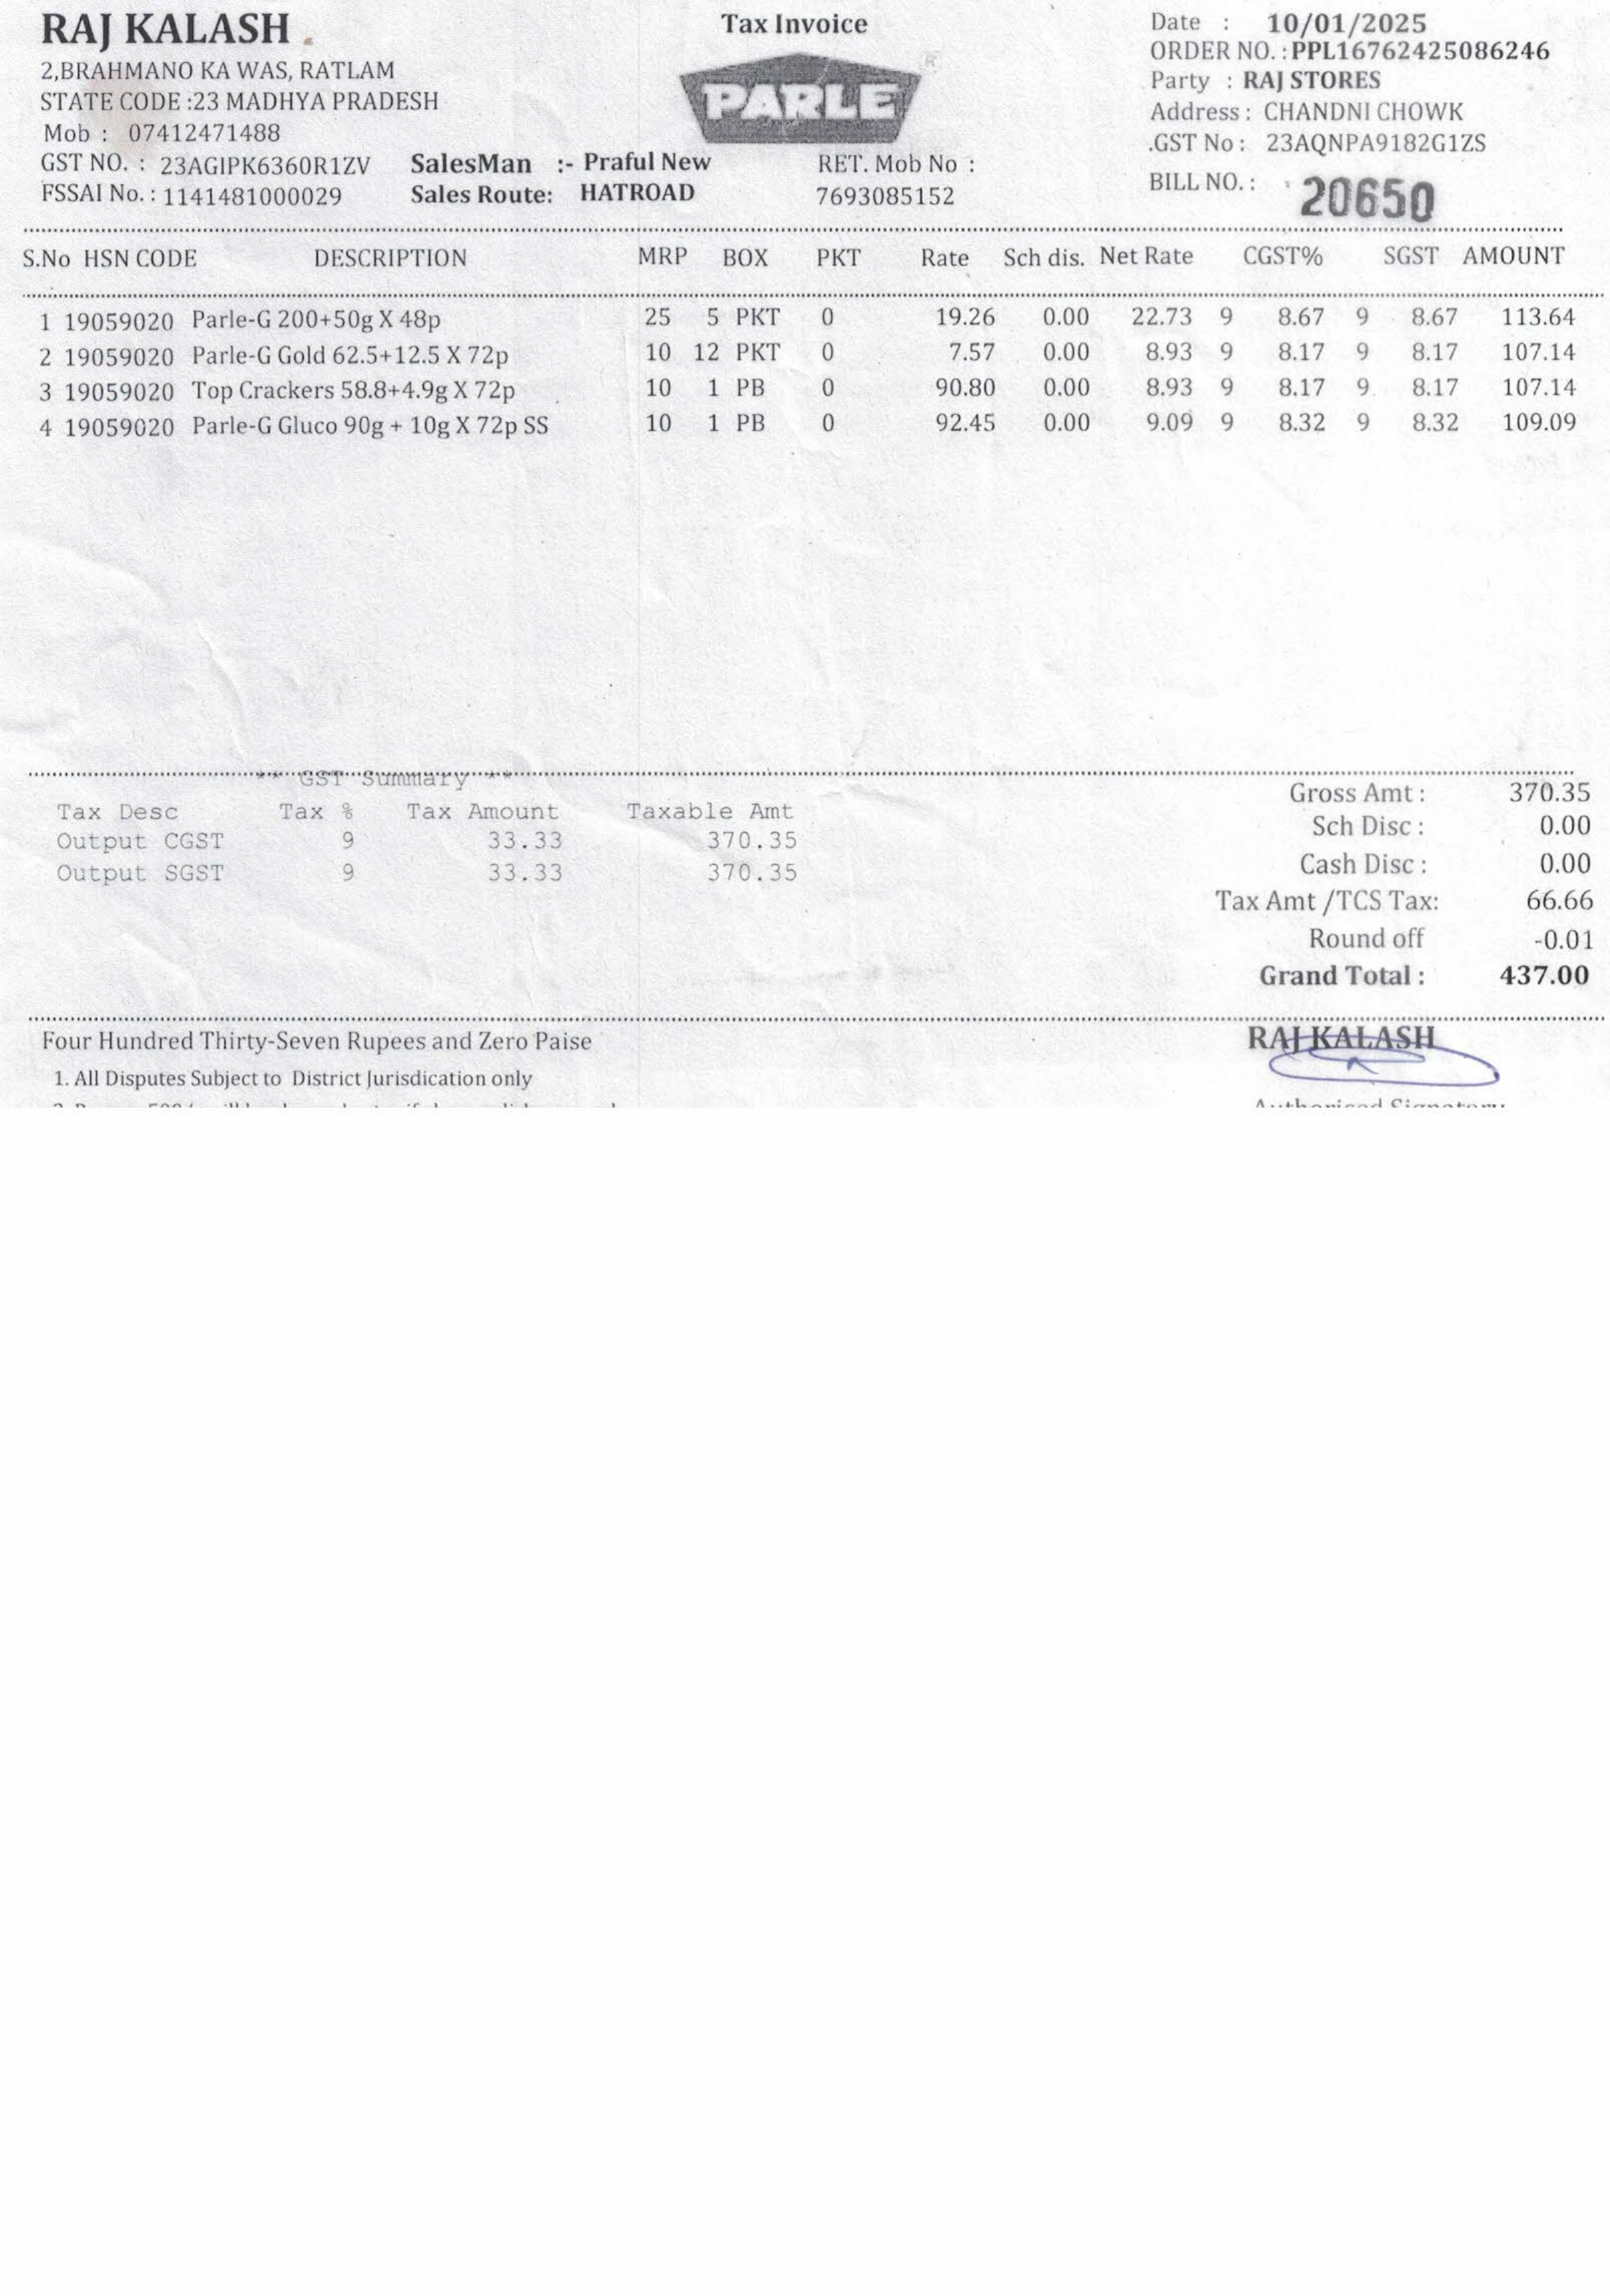 RAJ KALASH
2,BRAHMANO KA WAS, RATLAM
STATE CODE :23 MADHYA PRADESH
Mob : 07412471488
GST NO. : 23AGIPK6360R1ZV
FSSAI No. : 1141481000029
SalesMan :- Praful New
Sales Route: HATROAD
Tax Invoice
PARLE
®
RET. Mob No :
7693085152
Date : 10/01/2025
ORDER NO. : PPL16762425086246
Party : RAJ STORES
Address : CHANDNI CHOWK
.GST No : 23AQNPA9182G1ZS
BILL NO. : 20650
S.No HSN CODE DESCRIPTION MRP BOX PKT Rate Sch dis. Net Rate CGST% SGST AMOUNT
1 19059020 Parle-G 200+50g X 48p 25 5 PKT 0 19.26 0.00 22.73 9 8.67 9 8.67 113.64
2 19059020 Parle-G Gold 62.5+12.5 X 72p 10 12 PKT 0 7.57 0.00 8.93 9 8.17 9 8.17 107.14
3 19059020 Top Crackers 58.8+4.9g X 72p 10 1 PB 0 90.80 0.00 8.93 9 8.17 9 8.17 107.14
4 19059020 Parle-G Gluco 90g + 10g X 72p SS 10 1 PB 0 92.45 0.00 9.09 9 8.32 9 8.32 109.09
** GST Summary **
Tax Desc Tax % Tax Amount Taxable Amt
Output CGST 9 33.33 370.35
Output SGST 9 33.33 370.35
Gross Amt : 370.35
Sch Disc : 0.00
Cash Disc : 0.00
Tax Amt /TCS Tax: 66.66
Round off -0.01
Grand Total : 437.00
Four Hundred Thirty-Seven Rupees and Zero Paise
1. All Disputes Subject to District Jurisdication only
RAJ KALASH
Authorised Signatory